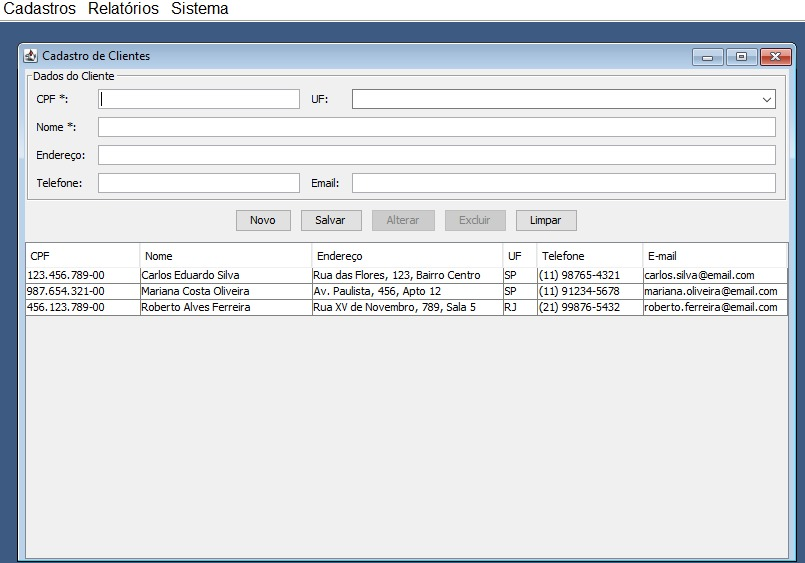 Cadastros Relatórios Sistema
Cadastro de Clientes
Dados do Cliente
CPF *: UF:
Nome *:
Endereço:
Telefone: Email:
Novo Salvar Alterar Excluir Limpar
CPF Nome Endereço UF Telefone E-mail
123.456.789-00 Carlos Eduardo Silva Rua das Flores, 123, Bairro Centro SP (11) 98765-4321 carlos.silva@email.com
987.654.321-00 Mariana Costa Oliveira Av. Paulista, 456, Apto 12 SP (11) 91234-5678 mariana.oliveira@email.com
456.123.789-00 Roberto Alves Ferreira Rua XV de Novembro, 789, Sala 5 RJ (21) 99876-5432 roberto.ferreira@email.com